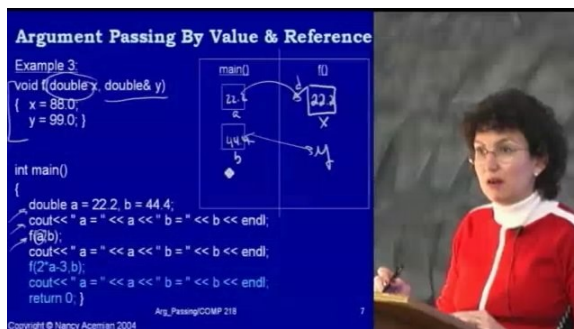 Argument Passing By Value & Reference
Example 3:
void f(double x, double& y)
{ x = 88.0;
y = 99.0; }
int main()
{
double a = 22.2, b = 44.4;
cout<< " a = " << a << " b = " << b << endl;
f(a,b);
cout<< " a = " << a << " b = " << b << endl;
f(2*a-3,b);
cout<< " a = " << a << " b = " << b << endl;
return 0; }
main() f()
22.2 22.2
a x
44.4 y
b
Arg_Passing/COMP 218 7
Copyright © Nancy Acemian 2004